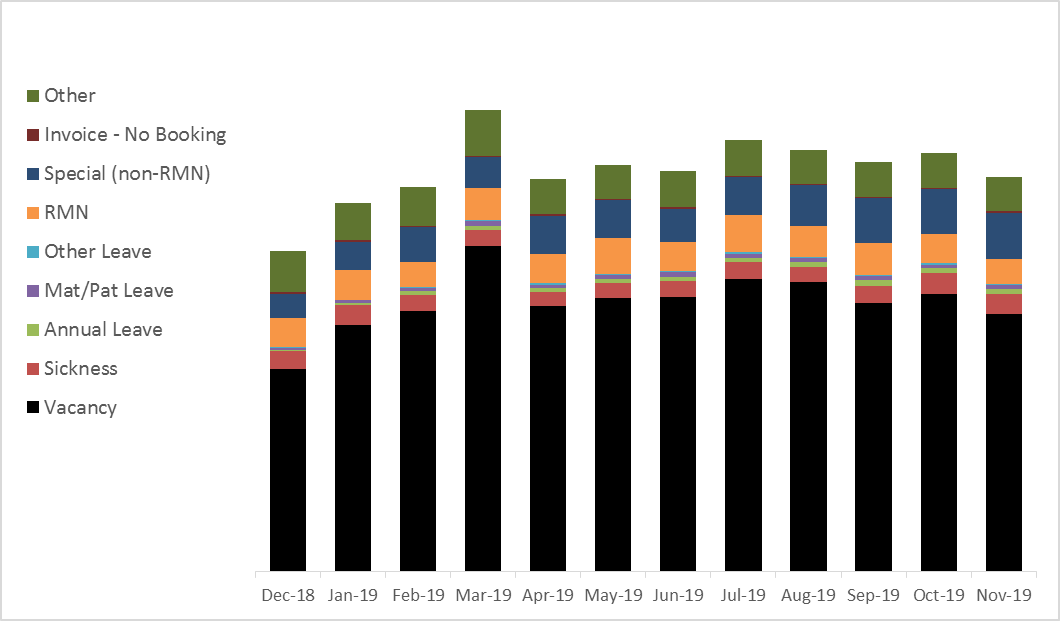 Other
Invoice - No Booking
Special (non-RMN)
RMN
Other Leave
Mat/Pat Leave
Annual Leave
Sickness
Vacancy
Dec-18 Jan-19 Feb-19 Mar-19 Apr-19 May-19 Jun-19 Jul-19 Aug-19 Sep-19 Oct-19 Nov-19